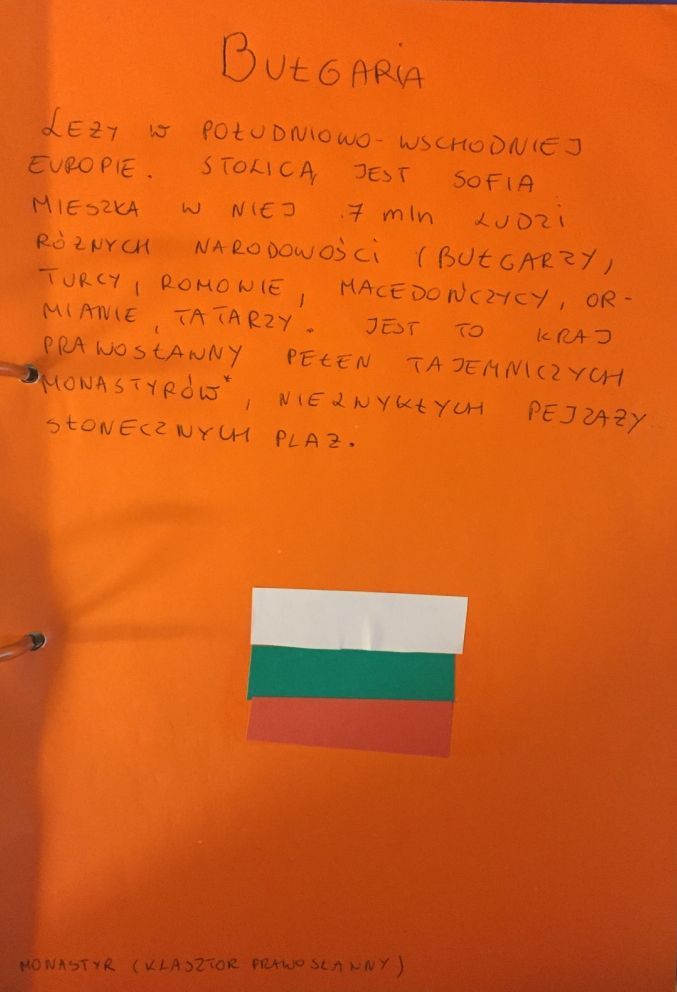 BUŁGARIA
LEŻY W POŁUDNIOWO-WSCHODNIEJ
EUROPIE. STOLICĄ JEST SOFIA
MIESZKA W NIEJ 7 mln LUDZI
RÓŻNYCH NARODOWOŚCI (BUŁGARZY,
TURCY, ROMOWIE, MACEDOŃCZYCY, OR-
MIANIE, TATARZY. JEST TO KRAJ
PRAWOSŁAWNY PEŁEN TAJEMNICZYCH
MONASTYRÓW*, NIEZWYKŁYCH PEJZAŻY
SŁONECZNYCH PLAŻ.
MONASTYR (KLASZTOR PRAWOSŁAWNY)